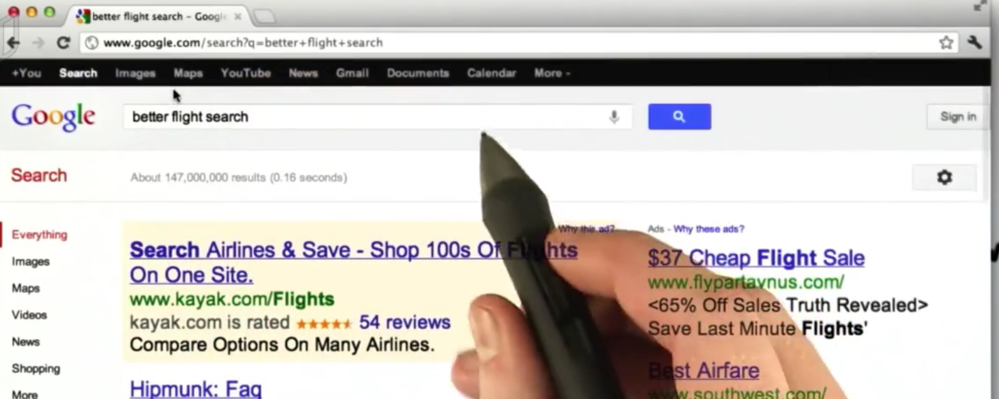 better flight search - Google
www.google.com/search?q=better+flight+search
+You Search Images Maps YouTube News Gmail Documents Calendar More
Google
better flight search
Sign in
Search
About 147,000,000 results (0.16 seconds)
Everything
Images
Maps
Videos
News
Shopping
More
Why this ad?
Search Airlines & Save - Shop 100s Of Flights
On One Site.
www.kayak.com/Flights
kayak.com is rated 54 reviews
Compare Options On Many Airlines.
Hipmunk: Faq
Ads - Why these ads?
$37 Cheap Flight Sale
www.flypartavnus.com/
<65% Off Sales Truth Revealed>
Save Last Minute Flights'
Best Airfare
www.southwest.com/